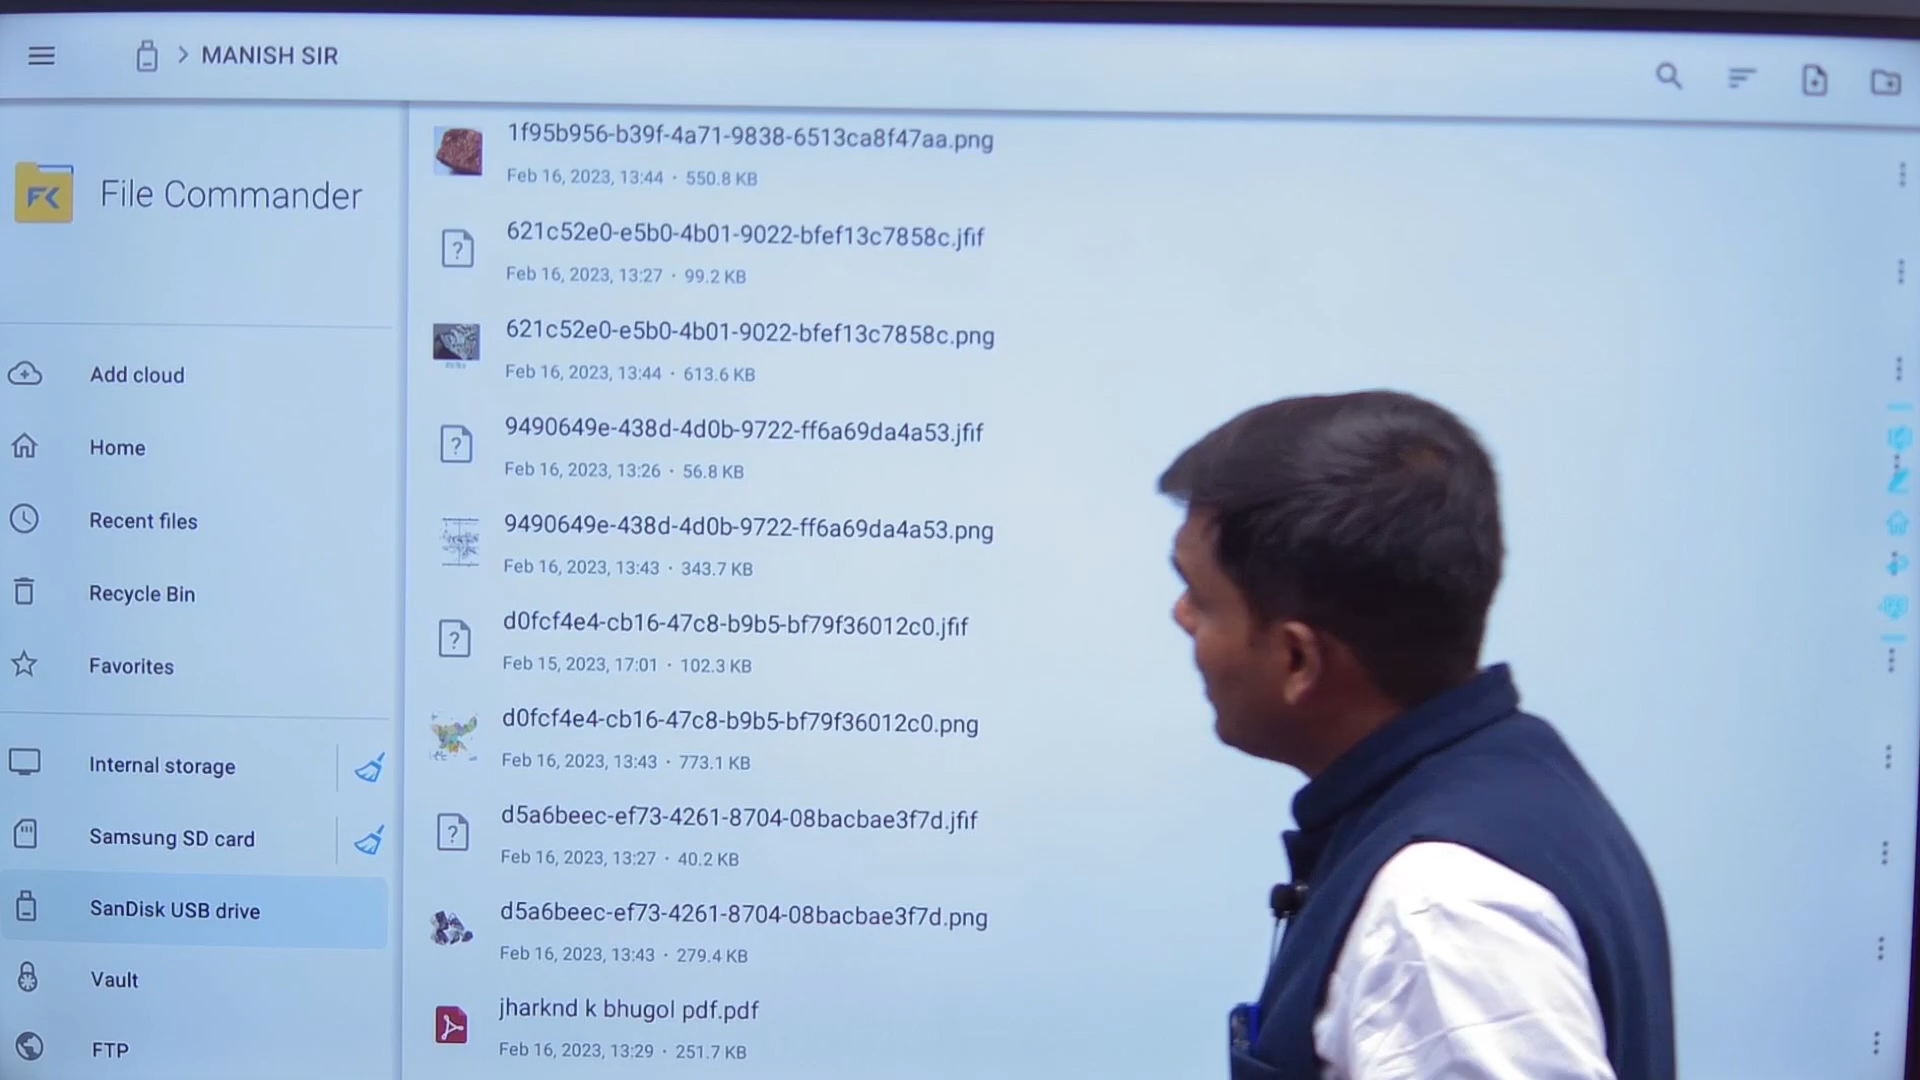 MANISH SIR
File Commander
Add cloud
Home
Recent files
Recycle Bin
Favorites
Internal storage
Samsung SD card
SanDisk USB drive
Vault
FTP
1f95b956-b39f-4a71-9838-6513ca8f47aa.png
Feb 16, 2023, 13:44 · 550.8 KB
621c52e0-e5b0-4b01-9022-bfef13c7858c.jfif
Feb 16, 2023, 13:27 · 99.2 KB
621c52e0-e5b0-4b01-9022-bfef13c7858c.png
Feb 16, 2023, 13:44 · 613.6 KB
9490649e-438d-4d0b-9722-ff6a69da4a53.jfif
Feb 16, 2023, 13:26 · 56.8 KB
9490649e-438d-4d0b-9722-ff6a69da4a53.png
Feb 16, 2023, 13:43 · 343.7 KB
d0fcf4e4-cb16-47c8-b9b5-bf79f36012c0.jfif
Feb 15, 2023, 17:01 · 102.3 KB
d0fcf4e4-cb16-47c8-b9b5-bf79f36012c0.png
Feb 16, 2023, 13:43 · 773.1 KB
d5a6beec-ef73-4261-8704-08bacbae3f7d.jfif
Feb 16, 2023, 13:27 · 40.2 KB
d5a6beec-ef73-4261-8704-08bacbae3f7d.png
Feb 16, 2023, 13:43 · 279.4 KB
jharknd k bhugol pdf.pdf
Feb 16, 2023, 13:29 · 251.7 KB